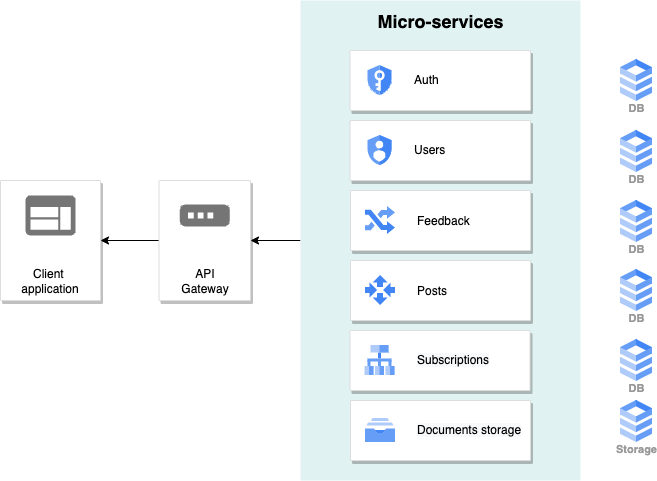 Micro-services
Auth
DB
Users
DB
Feedback
DB
Client
application
API
Gateway
Posts
DB
Subscriptions
DB
Documents storage
Storage